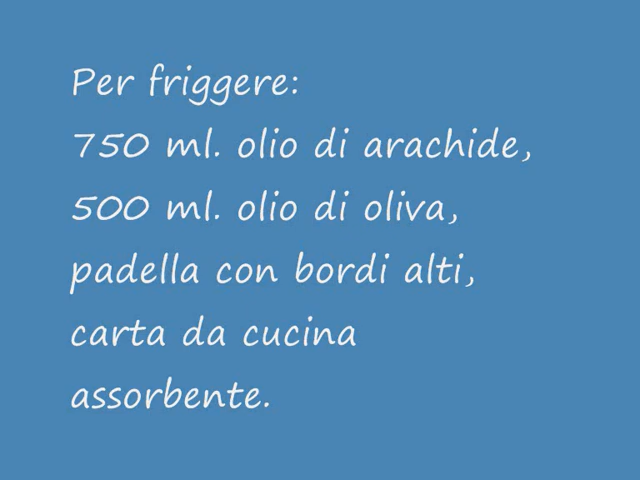 Per friggere:
750 ml. olio di arachide,
500 ml. olio di oliva,
padella con bordi alti,
carta da cucina
assorbente.